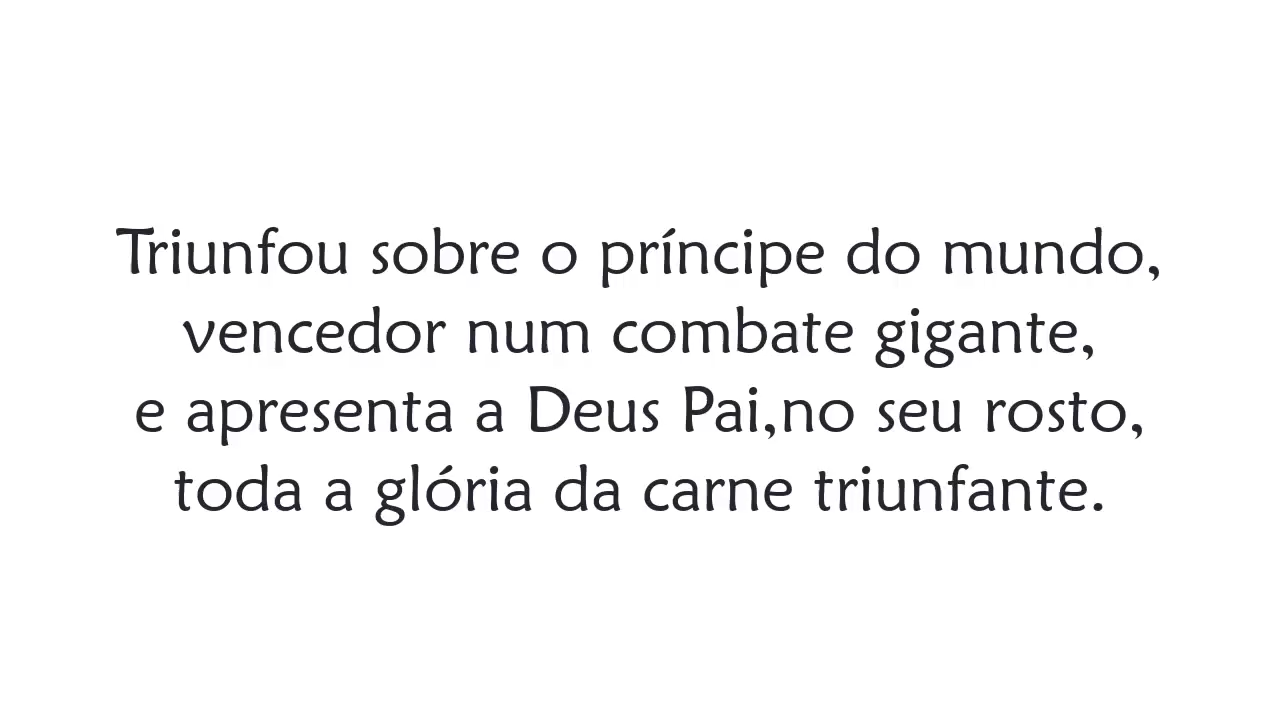 Triunfou sobre o príncipe do mundo,
vencedor num combate gigante,
e apresenta a Deus Pai,no seu rosto,
toda a glória da carne triunfante.